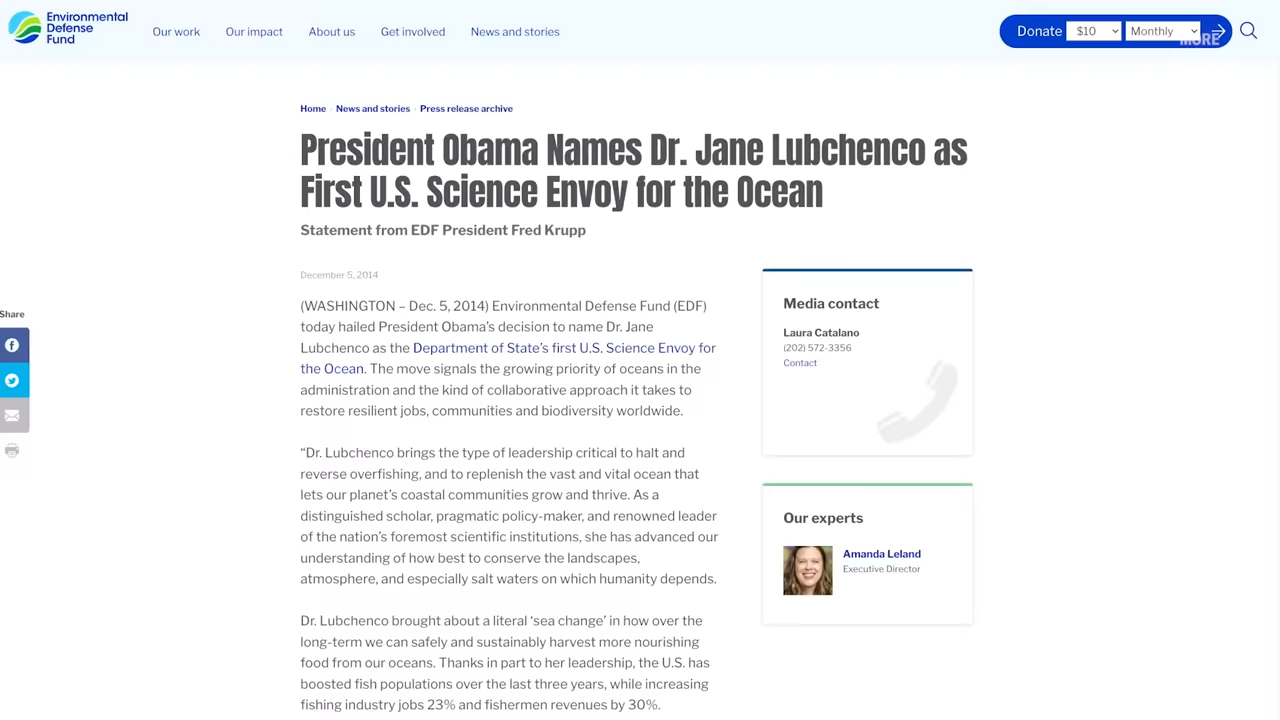 Environmental
Defense
Fund
Our work
Our impact
About us
Get involved
News and stories
Donate
$10
Monthly
MORE
Home · News and stories · Press release archive
President Obama Names Dr. Jane Lubchenco as
First U.S. Science Envoy for the Ocean
Statement from EDF President Fred Krupp
December 5, 2014
(WASHINGTON – Dec. 5, 2014) Environmental Defense Fund (EDF)
today hailed President Obama’s decision to name Dr. Jane
Lubchenco as the Department of State’s first U.S. Science Envoy for
the Ocean. The move signals the growing priority of oceans in the
administration and the kind of collaborative approach it takes to
restore resilient jobs, communities and biodiversity worldwide.
“Dr. Lubchenco brings the type of leadership critical to halt and
reverse overfishing, and to replenish the vast and vital ocean that
lets our planet’s coastal communities grow and thrive. As a
distinguished scholar, pragmatic policy-maker, and renowned leader
of the nation’s foremost scientific institutions, she has advanced our
understanding of how best to conserve the landscapes,
atmosphere, and especially salt waters on which humanity depends.
Dr. Lubchenco brought about a literal ‘sea change’ in how over the
long-term we can safely and sustainably harvest more nourishing
food from our oceans. Thanks in part to her leadership, the U.S. has
boosted fish populations over the last three years, while increasing
fishing industry jobs 23% and fishermen revenues by 30%.
Share
Media contact
Laura Catalano
(202) 572-3356
Contact
Our experts
Amanda Leland
Executive Director